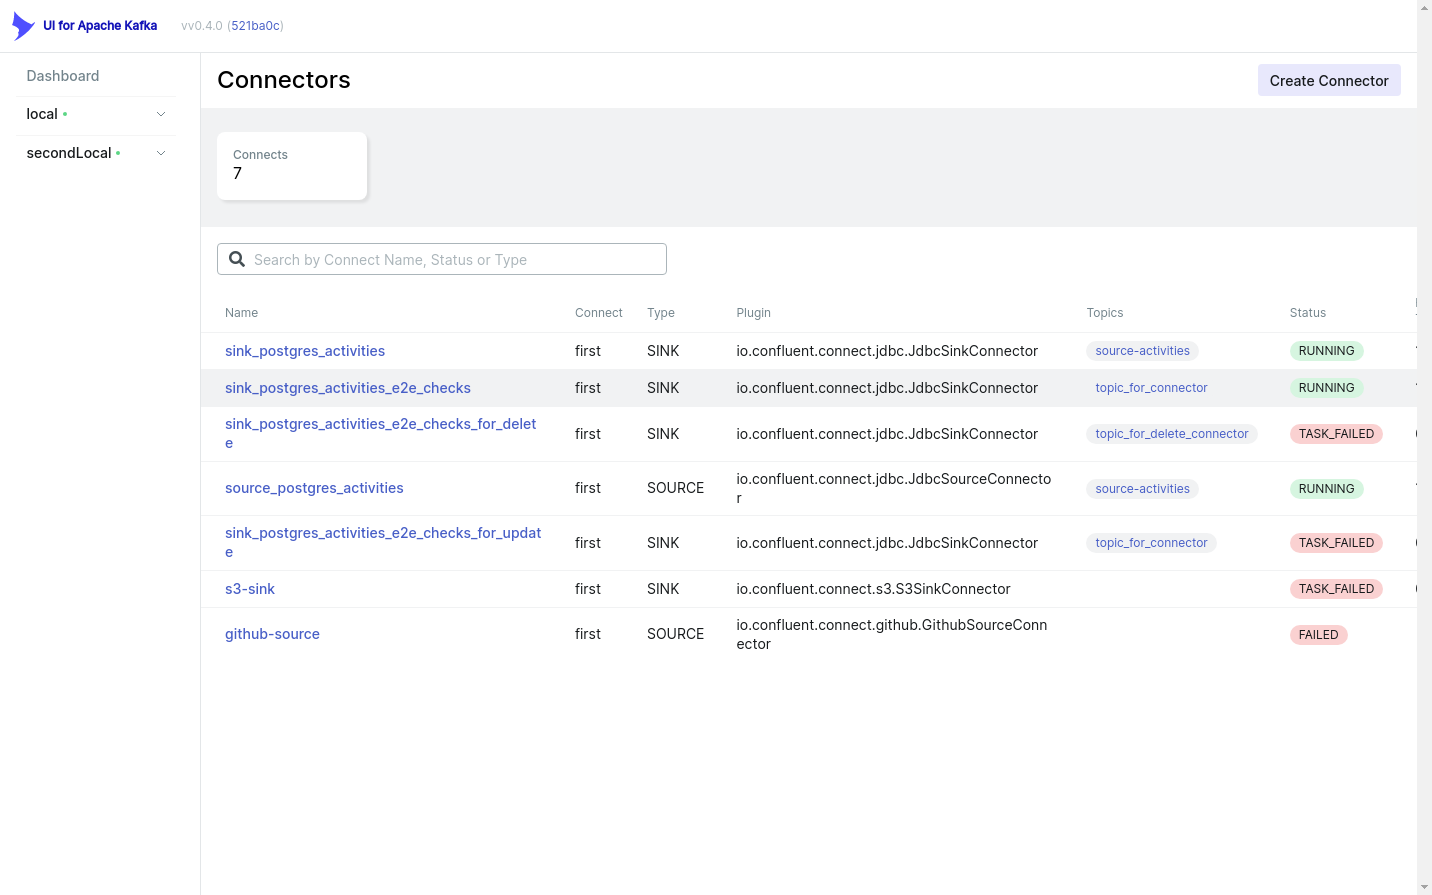 UI for Apache Kafka vv0.4.0 (521ba0c)
Dashboard
local
secondLocal
Connectors
Create Connector
Connects
7
Search by Connect Name, Status or Type
Name Connect Type Plugin Topics Status
sink_postgres_activities first SINK io.confluent.connect.jdbc.JdbcSinkConnector source-activities RUNNING
sink_postgres_activities_e2e_checks first SINK io.confluent.connect.jdbc.JdbcSinkConnector topic_for_connector RUNNING
sink_postgres_activities_e2e_checks_for_delet
e
first SINK io.confluent.connect.jdbc.JdbcSinkConnector topic_for_delete_connector TASK_FAILED
source_postgres_activities first SOURCE io.confluent.connect.jdbc.JdbcSourceConnecto
r
source-activities RUNNING
sink_postgres_activities_e2e_checks_for_updat
e
first SINK io.confluent.connect.jdbc.JdbcSinkConnector topic_for_connector TASK_FAILED
s3-sink first SINK io.confluent.connect.s3.S3SinkConnector TASK_FAILED
github-source first SOURCE io.confluent.connect.github.GithubSourceConn
ector
FAILED